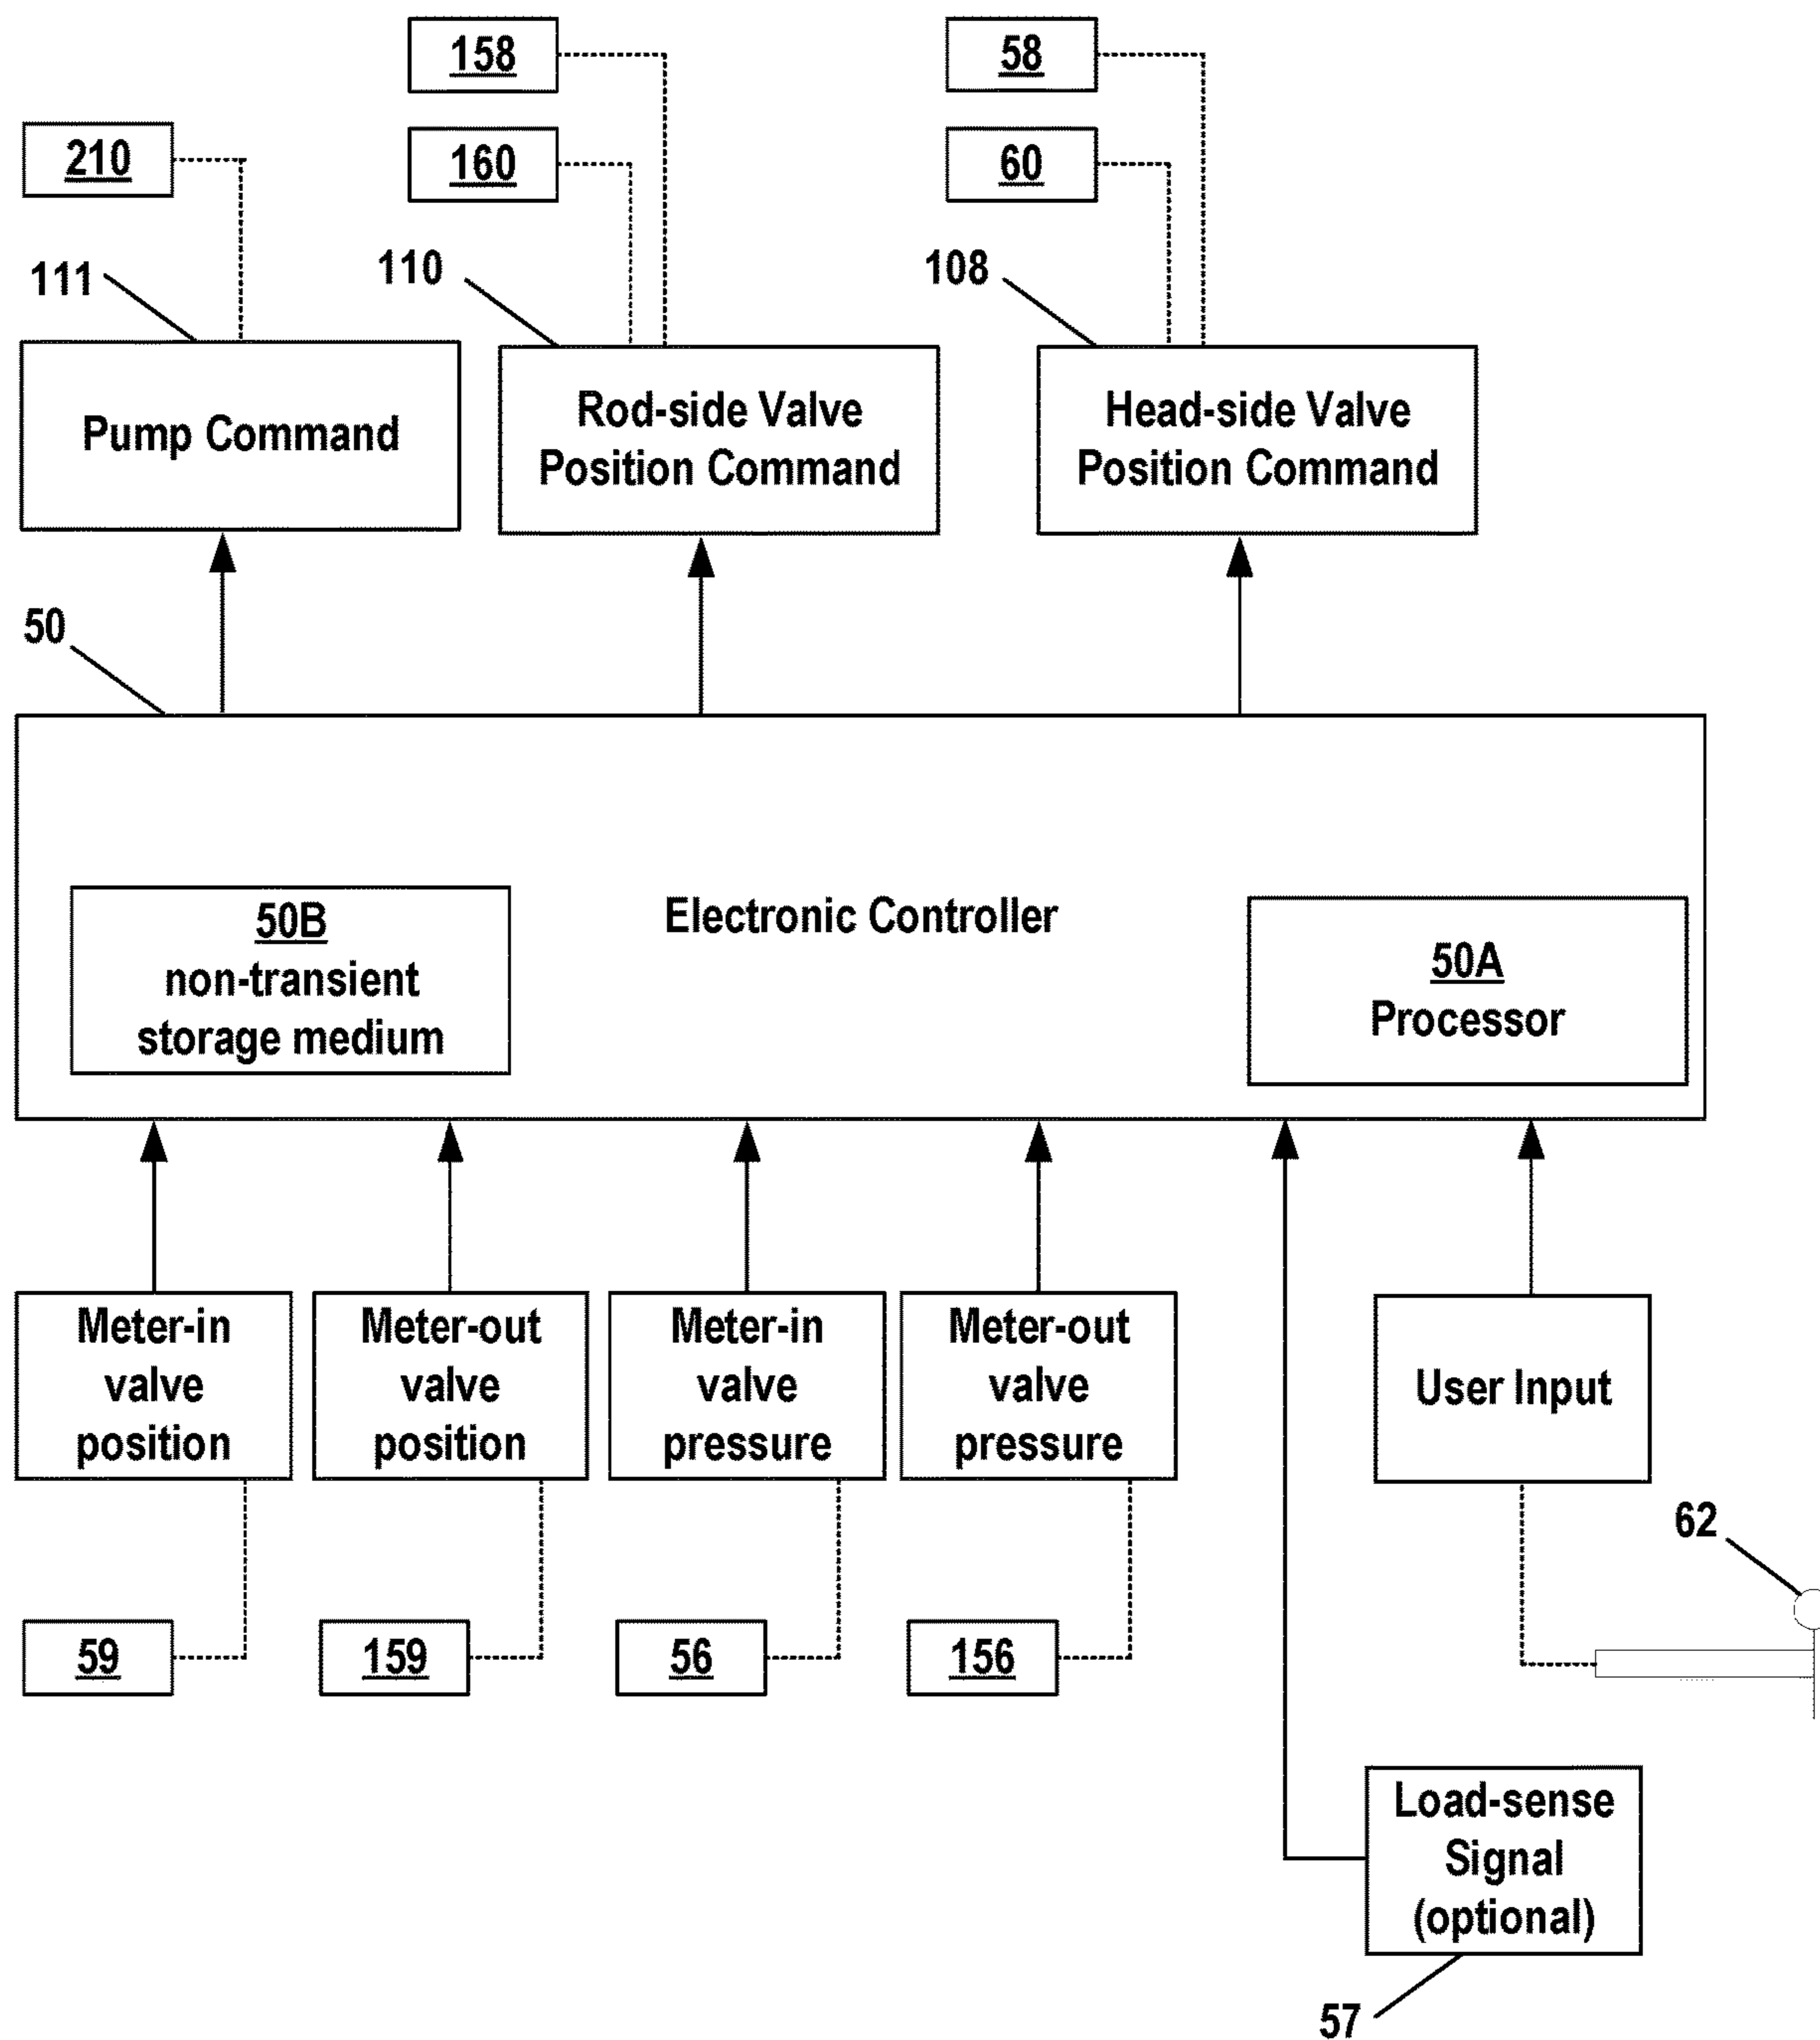 158
58
210
160
60
111
110
108
Pump Command
Rod-side Valve
Position Command
Head-side Valve
Position Command
50
50B
non-transient
storage medium
Electronic Controller
50A
Processor
Meter-in
valve
position
Meter-out
valve
position
Meter-in
valve
pressure
Meter-out
valve
pressure
User Input
62
59
159
56
156
Load-sense
Signal
(optional)
57